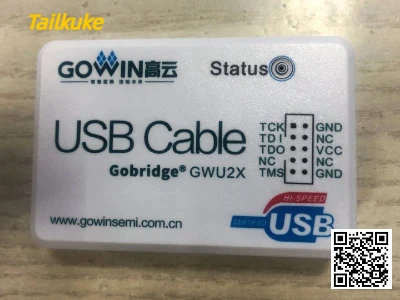 Tailkuke
GOWIN高云
Status
USB Cable
Gobridge® GWU2X
TCK GND
TDI NC
TDO VCC
NC NC
TMS GND
HI-SPEED
CERTIFIED USB
www.gowinsemi.com.cn